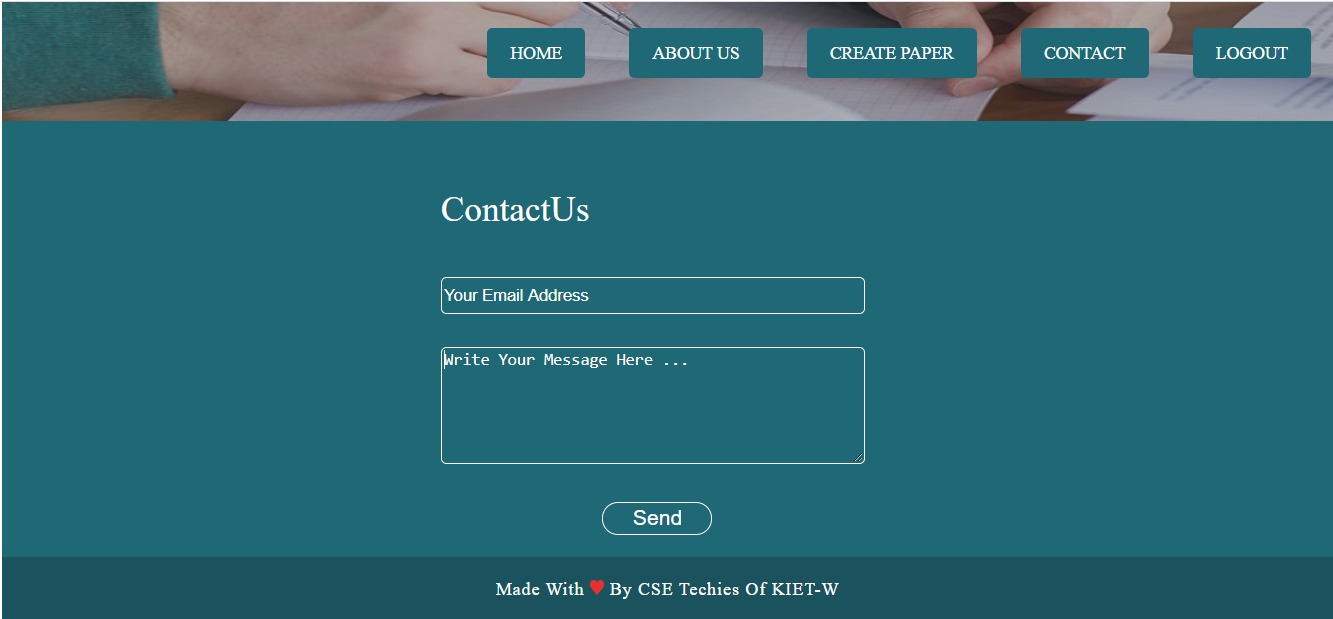 HOME ABOUT US CREATE PAPER CONTACT LOGOUT
ContactUs
Your Email Address
Write Your Message Here ...
Send
Made With ♥ By CSE Techies Of KIET-W